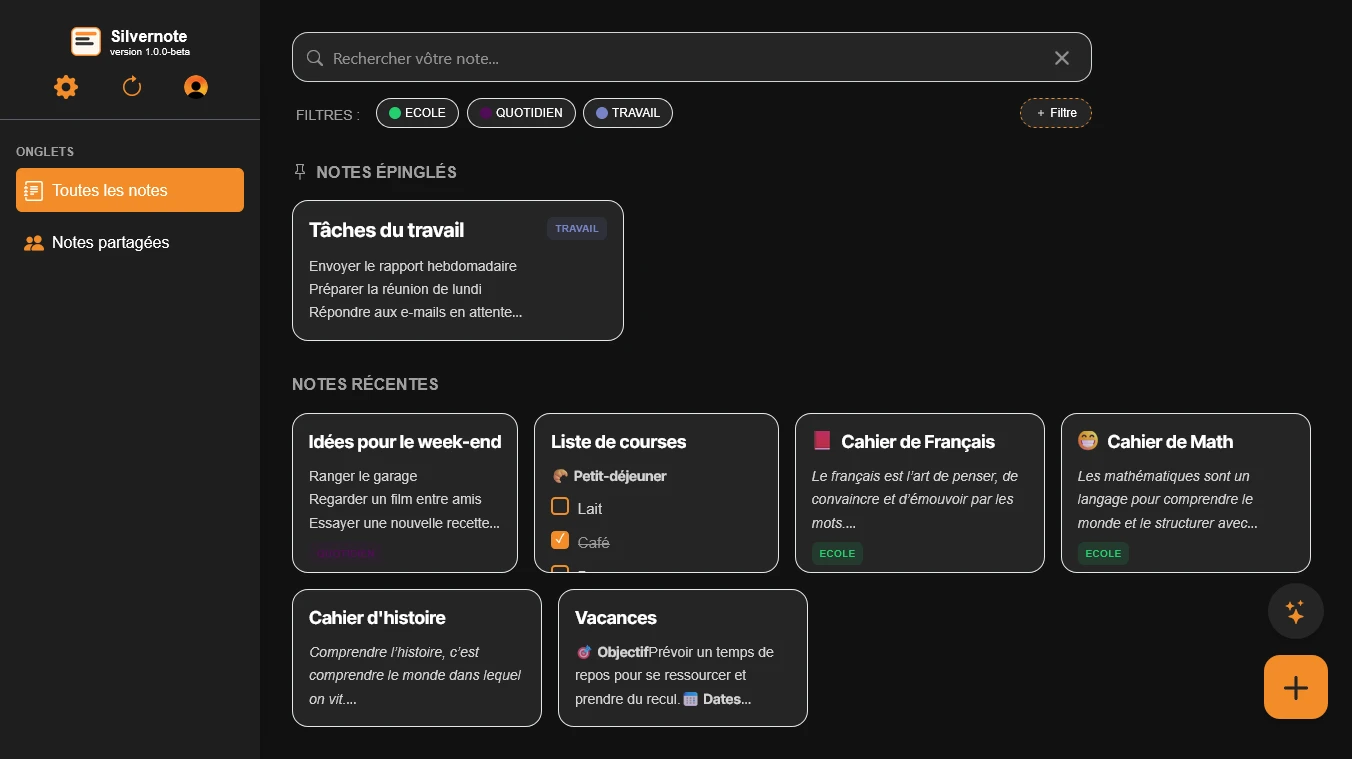 Silvernote
version 1.0.0-beta
ONGLETS
Toutes les notes
Notes partagées
Rechercher vôtre note...
FILTRES :
ECOLE
QUOTIDIEN
TRAVAIL
+ Filtre
NOTES ÉPINGLÉS
Tâches du travail
TRAVAIL
Envoyer le rapport hebdomadaire
Préparer la réunion de lundi
Répondre aux e-mails en attente...
NOTES RÉCENTES
Idées pour le week-end
Ranger le garage
Regarder un film entre amis
Essayer une nouvelle recette...
QUOTIDIEN
Liste de courses
Petit-déjeuner
Lait
Café
Cahier de Français
Le français est l’art de penser, de
convaincre et d’émouvoir par les
mots....
ECOLE
Cahier de Math
Les mathématiques sont un
langage pour comprendre le
monde et le structurer avec...
ECOLE
Cahier d'histoire
Comprendre l’histoire, c’est
comprendre le monde dans lequel
on vit....
Vacances
ObjectifPrévoir un temps de
repos pour se ressourcer et
prendre du recul. Dates...